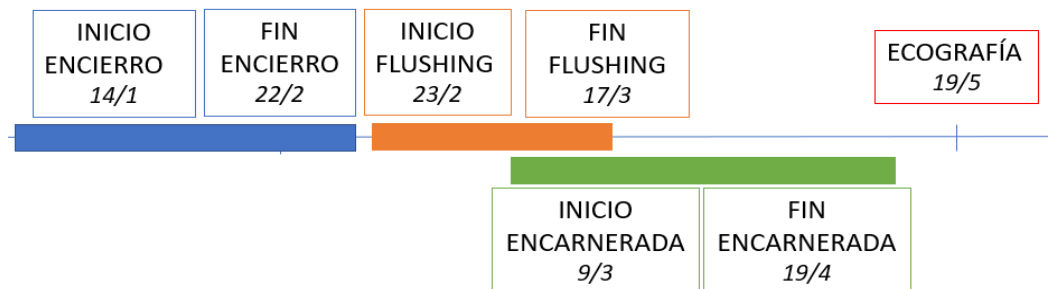 INICIO
ENCIERRO
14/1
FIN
ENCIERRO
22/2
INICIO
FLUSHING
23/2
FIN
FLUSHING
17/3
ECOGRAFÍA
19/5
INICIO
ENCARNERADA
9/3
FIN
ENCARNERADA
19/4